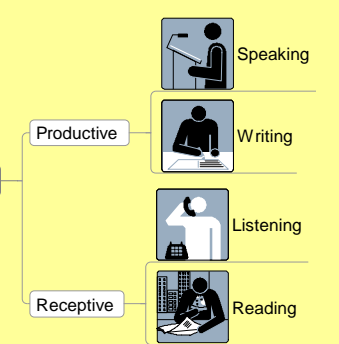 Speaking
Productive
Writing
Listening
Receptive
Reading